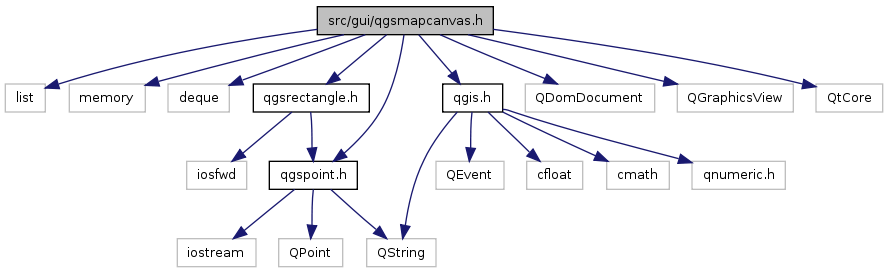 src/gui/qgsmapcanvas.h
list
memory
deque
qgsrectangle.h
qgis.h
QDomDocument
QGraphicsView
QtCore
iosfwd
qgspoint.h
QEvent
cfloat
cmath
qnumeric.h
iostream
QPoint
QString